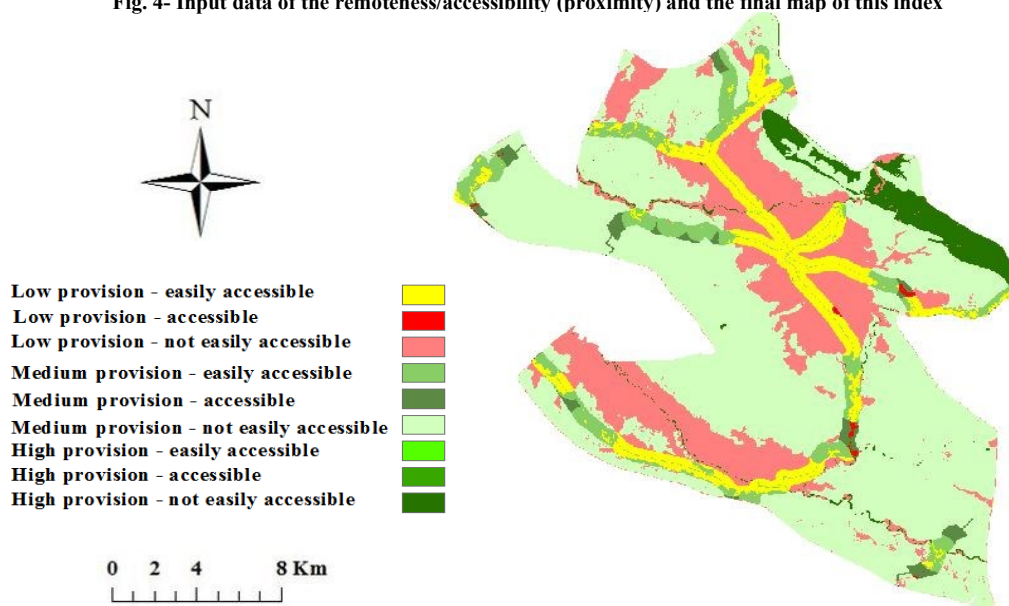 Fig. 4- Input data of the remoteness/accessibility (proximity) and the final map of this index
N
Low provision - easily accessible
Low provision - accessible
Low provision - not easily accessible
Medium provision - easily accessible
Medium provision - accessible
Medium provision - not easily accessible
High provision - easily accessible
High provision - accessible
High provision - not easily accessible
0 2 4 8 Km